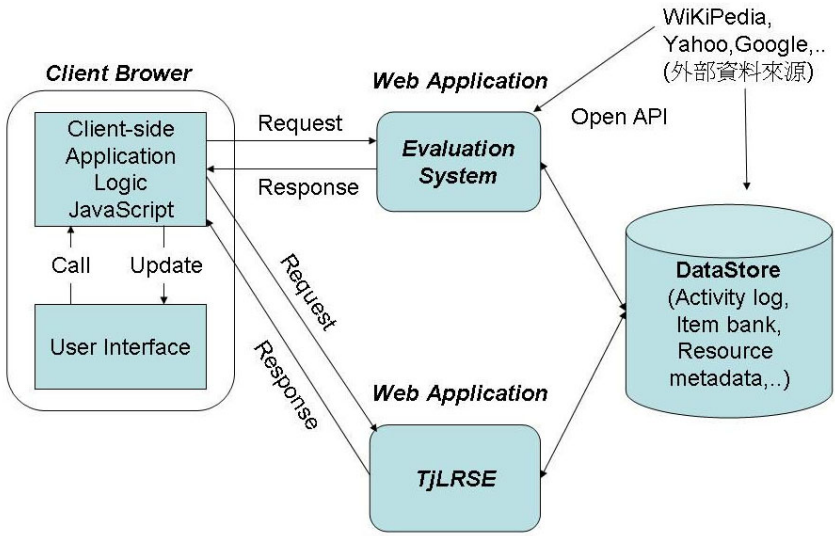 WiKiPedia,
Yahoo,Google,..
(外部資料來源)
Client Brower
Web Application
Open API
Client-side
Application
Logic
JavaScript
Request
Response
Evaluation
System
Call
Update
User Interface
Request
Response
DataStore
(Activity log,
Item bank,
Resource
metadata,..)
Web Application
TjLRSE